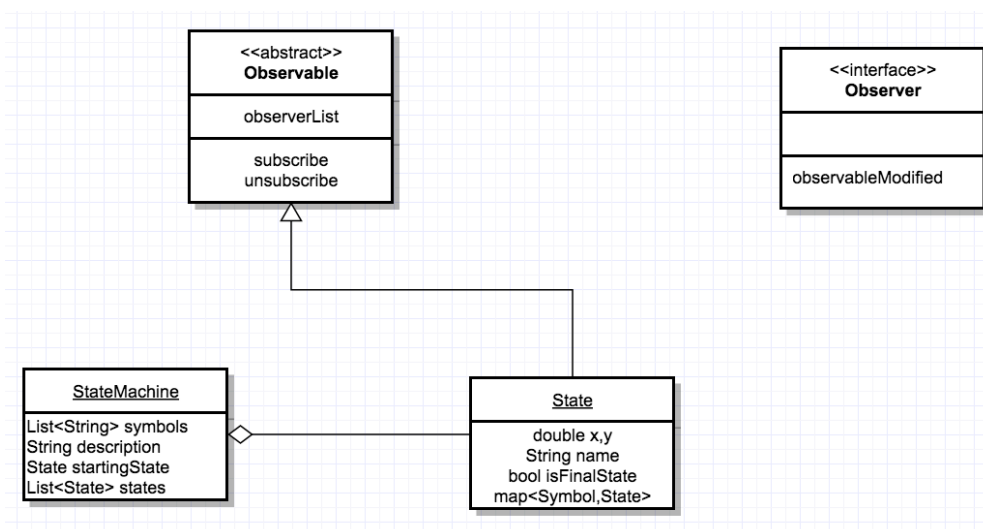 <<abstract>>
Observable
observerList
subscribe
unsubscribe
<<interface>>
Observer
observableModified
StateMachine
List<String> symbols
String description
State startingState
List<State> states
State
double x,y
String name
bool isFinalState
map<Symbol,State>